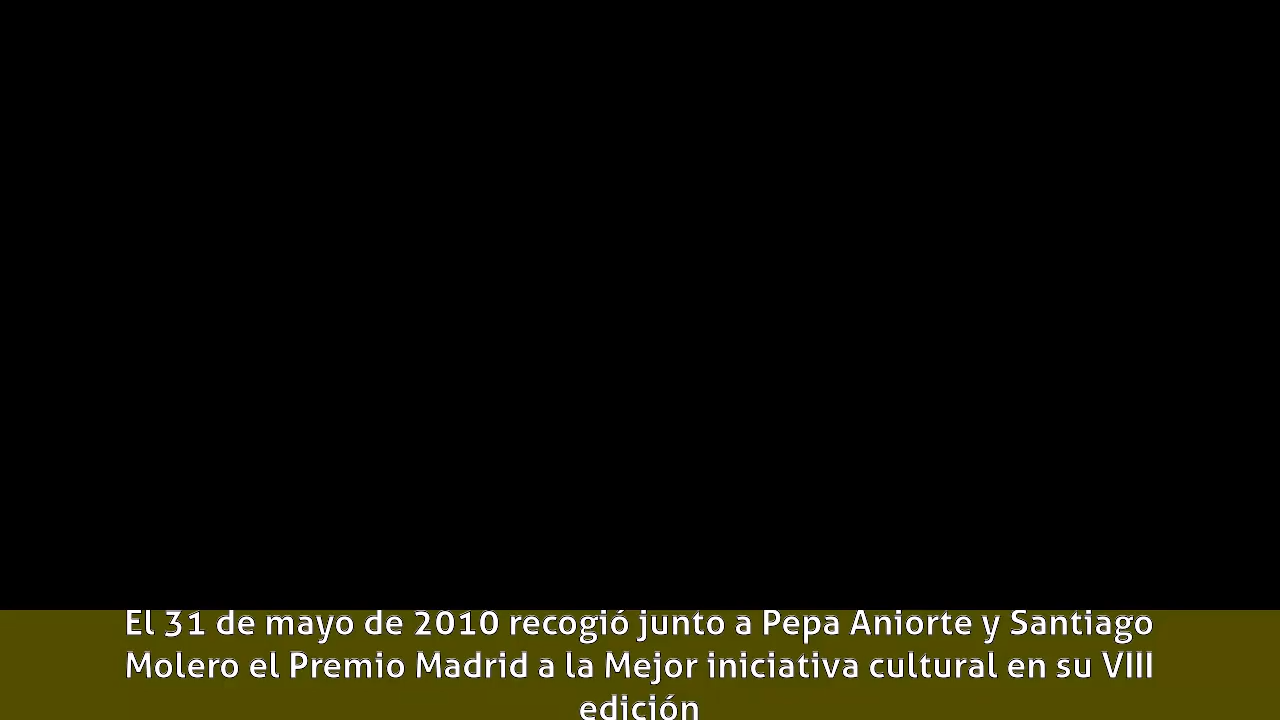 El 31 de mayo de 2010 recogió junto a Pepa Aniorte y Santiago
Molero el Premio Madrid a la Mejor iniciativa cultural en su VIII
edición